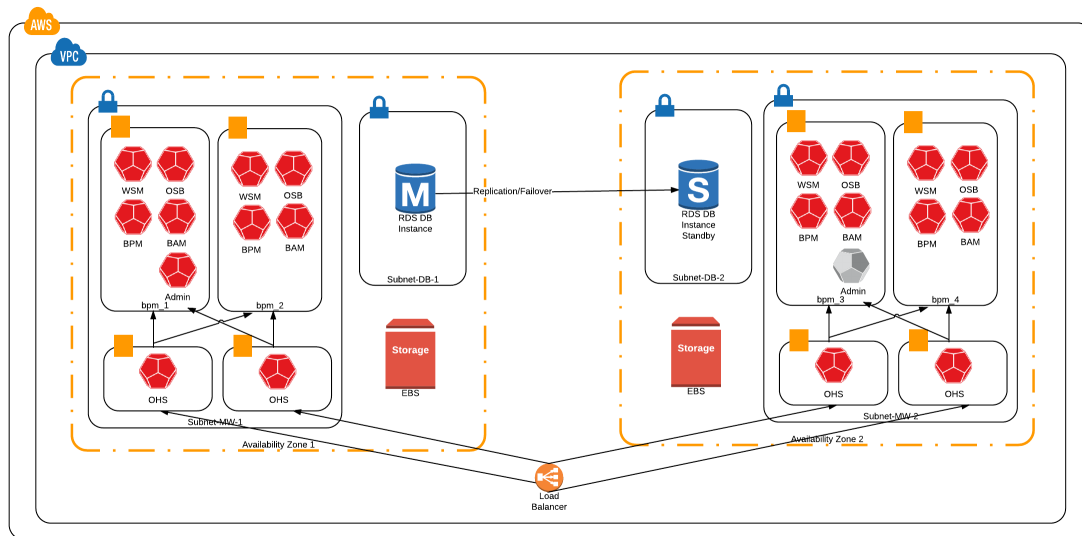 AWS
VPC
WSM
OSB
BPM
BAM
Admin
bpm_1
WSM
OSB
BPM
BAM
bpm_2
OHS
OHS
Subnet-MW-1
Availability Zone 1
M
RDS DB
Instance
Subnet-DB-1
Storage
EBS
Replication/Failover
S
RDS DB
Instance
Standby
Subnet-DB-2
Storage
EBS
WSM
OSB
BPM
BAM
Admin
bpm_3
WSM
OSB
BPM
BAM
bpm_4
OHS
OHS
Subnet-MW-2
Availability Zone 2
Load
Balancer